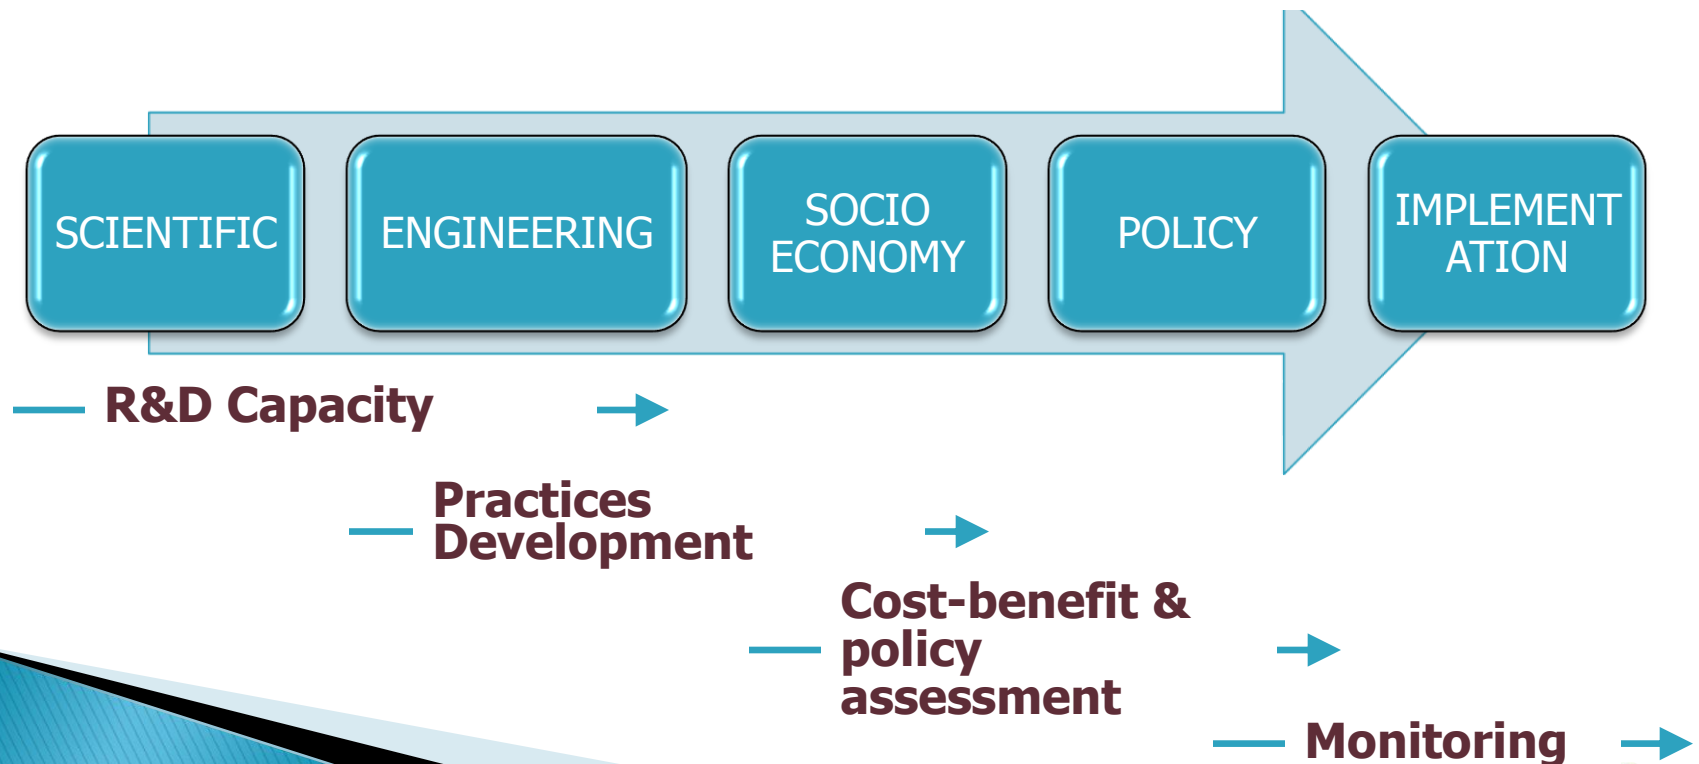 SCIENTIFIC
ENGINEERING
SOCIO
ECONOMY
POLICY
IMPLEMENT
ATION
R&D Capacity
Practices
Development
Cost-benefit &
policy
assessment
Monitoring